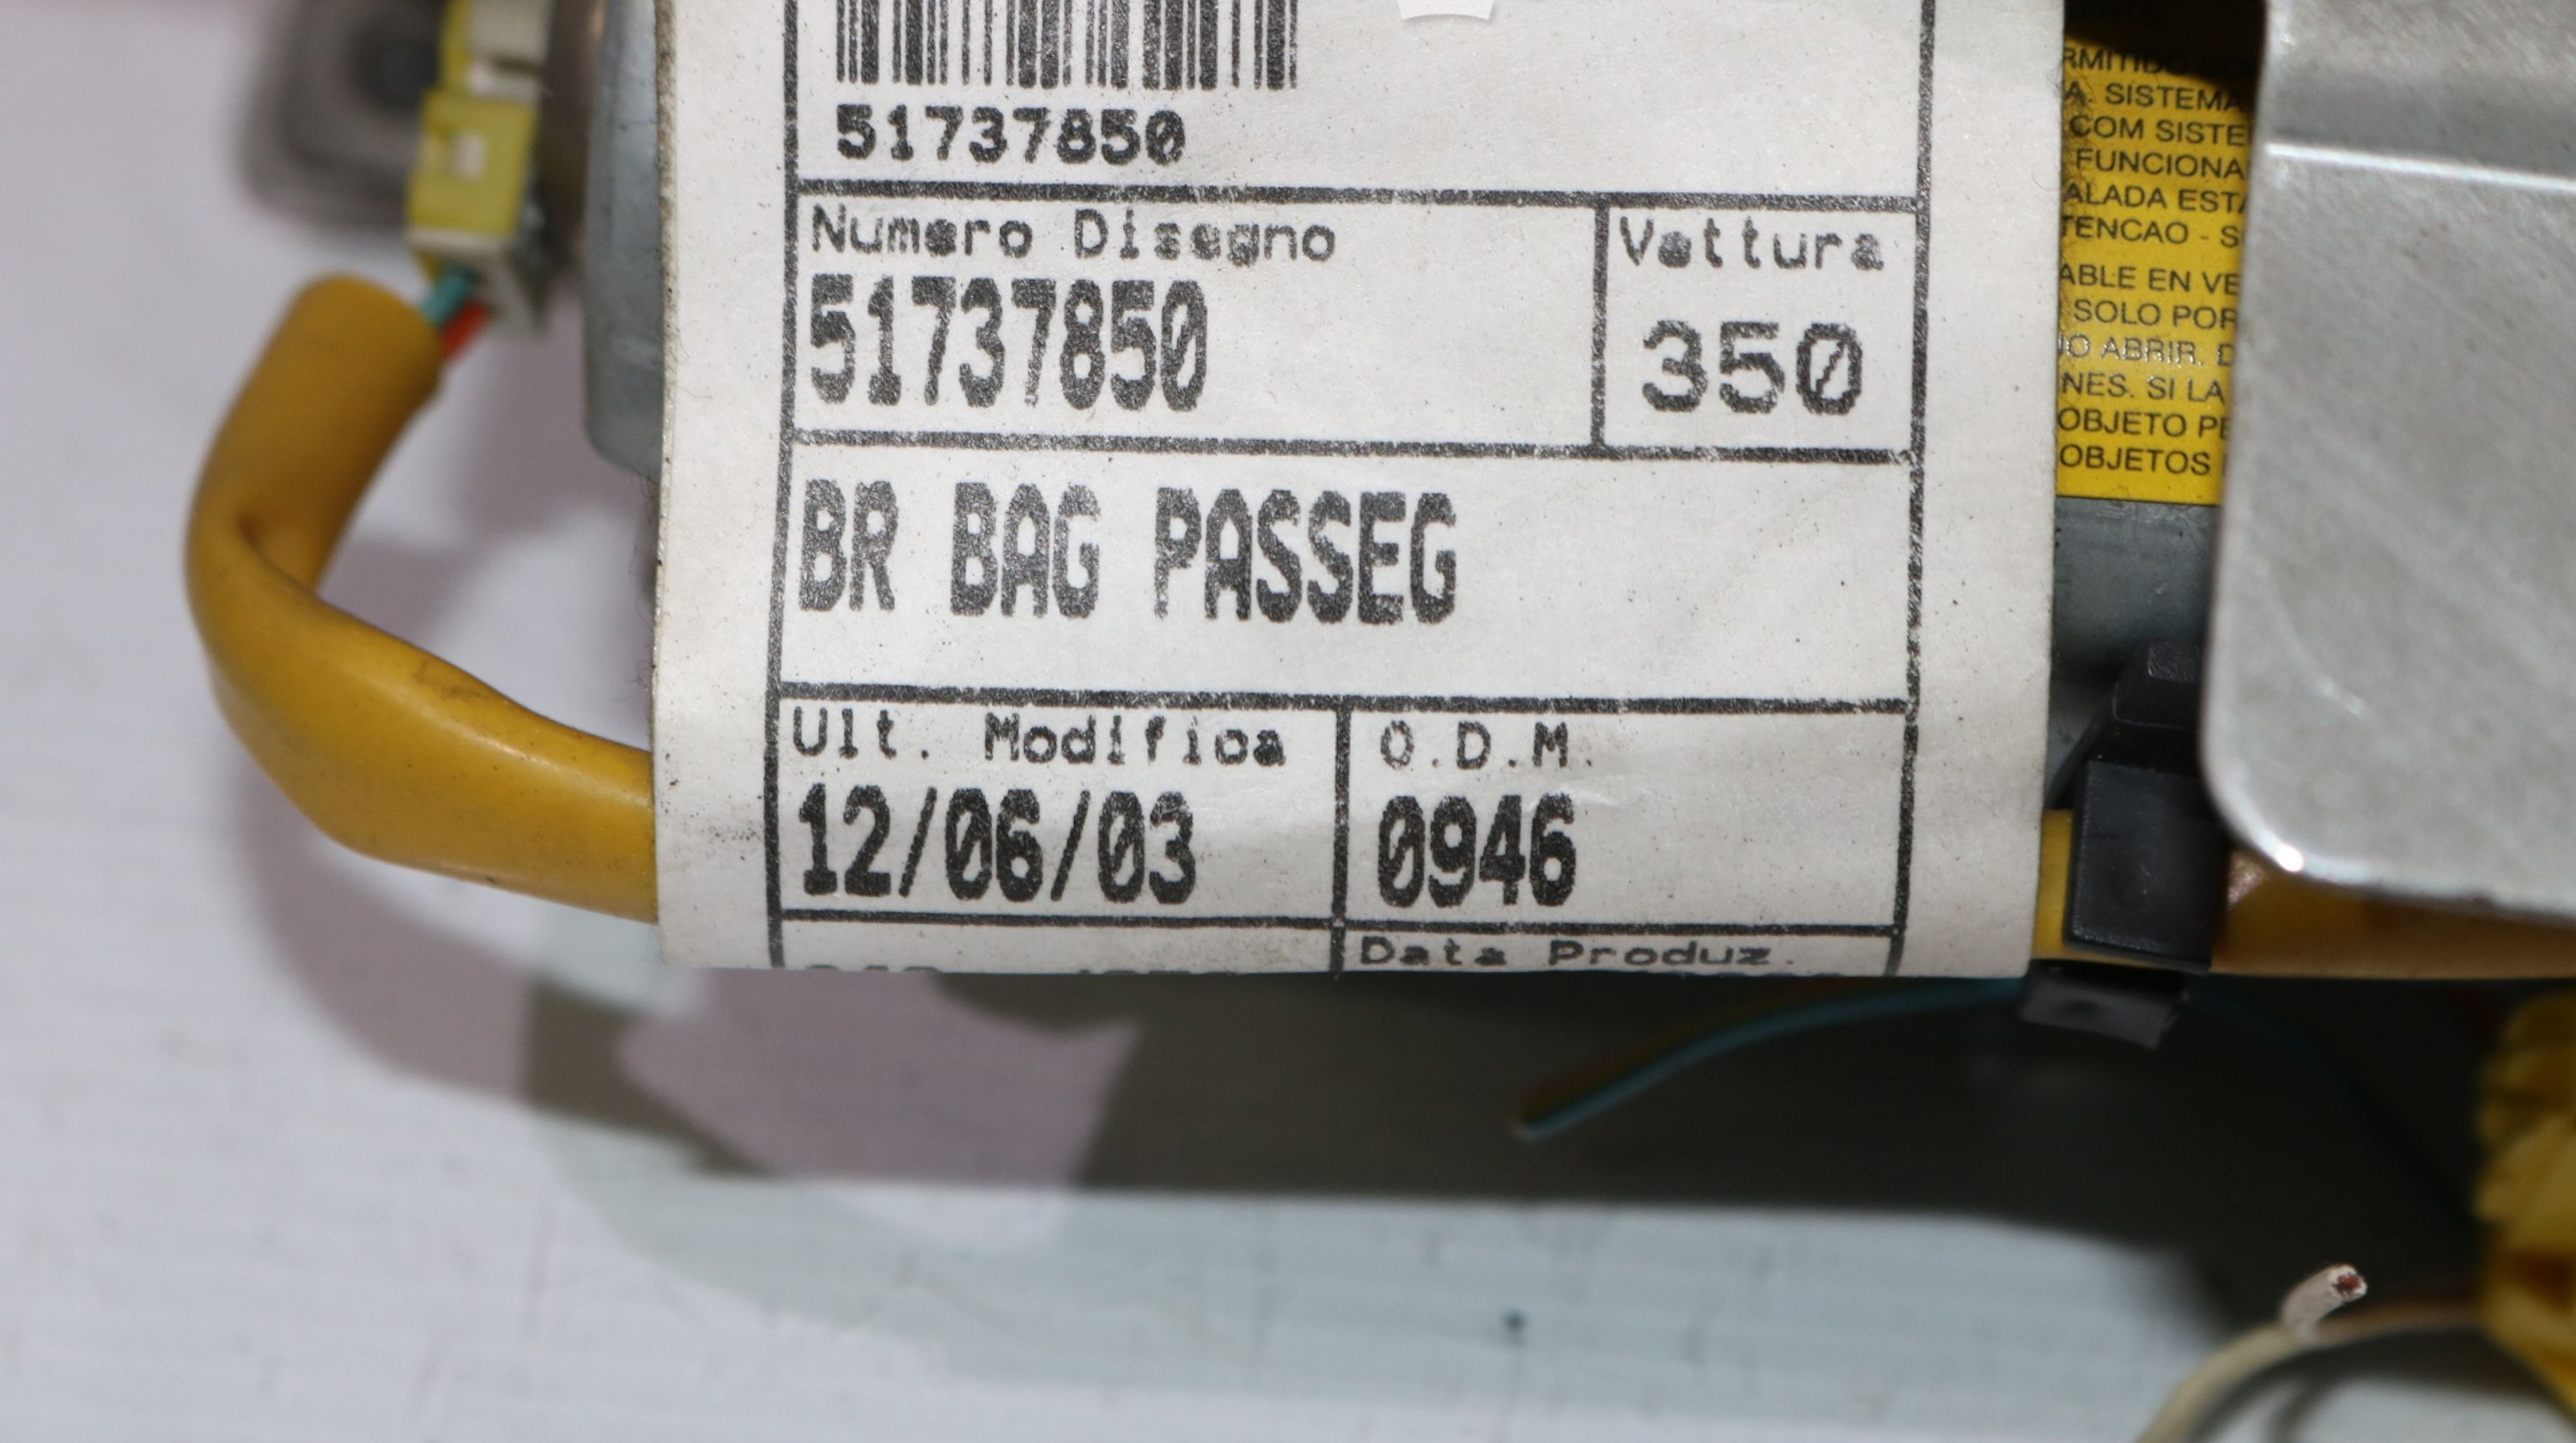 51737850
Numero Disegno
51737850
Vettura
350
BR BAG PASSEG
Ult. Modifica
12/06/03
O.D.M.
0946
Data Produz.
SISTEMA
COM SISTE
FUNCIONA
ALADA EST
TENCAO - S
ABLE EN VE
SOLO POR
O ABRIR. D
NES. SI LA
OBJETO PE
OBJETOS